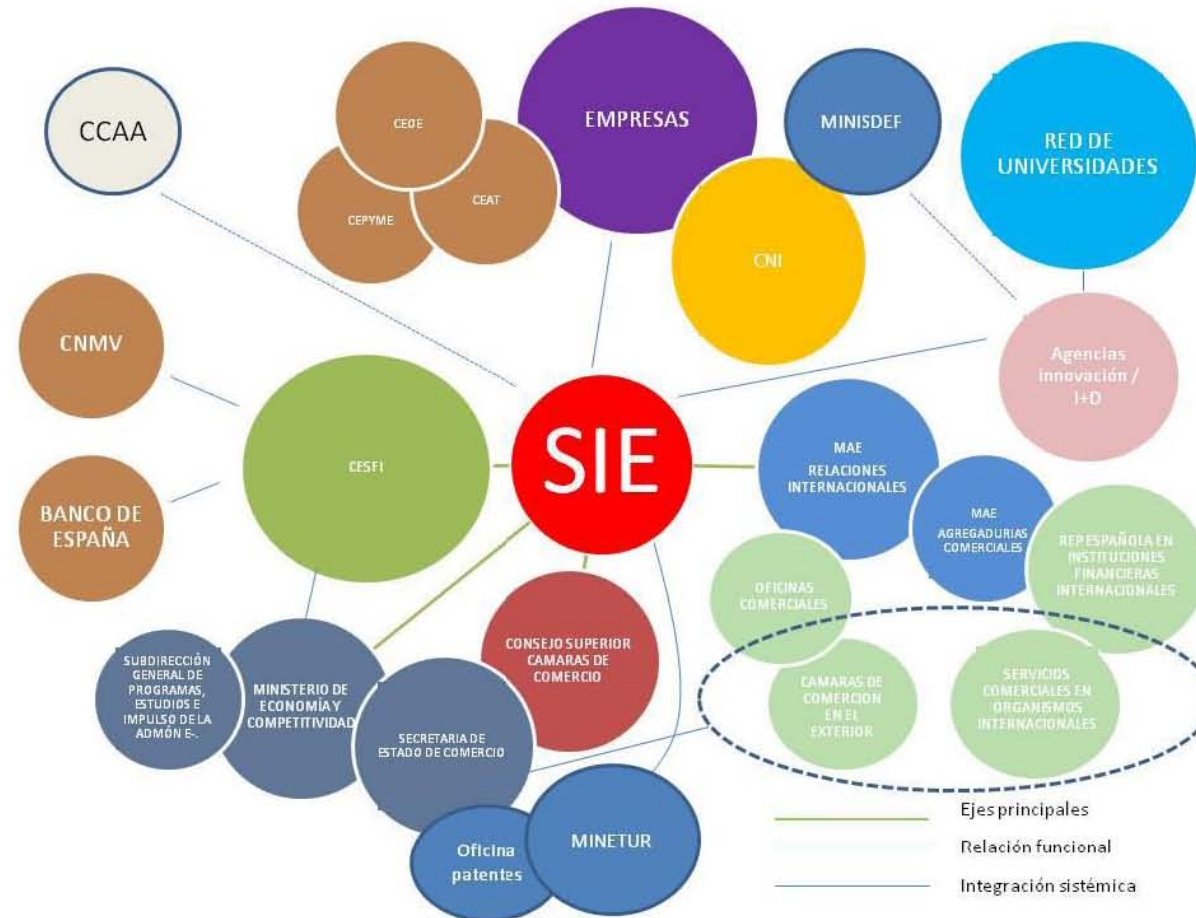 CCAA
CEOE
CEPYME
CEAT
EMPRESAS
CNI
MINISDEF
RED DE
UNIVERSIDADES
Agencias
innovación /
I+D
CNMV
BANCO DE
ESPAÑA
CESFI
SIE
MAE
RELACIONES
INTERNACIONALES
MAE
AGREGADURIAS
COMERCIALES
REP ESPAÑOLA EN
INSTITUCIONES
FINANCIERAS
INTERNACIONALES
OFICINAS
COMERCIALES
CAMARAS DE
COMERCION
EN EL
EXTERIOR
SERVICIOS
COMERCIALES EN
ORGANISMOS
INTERNACIONALES
SUBDIRECCIÓN
GENERAL DE
PROGRAMAS,
ESTUDIOS E
IMPULSO DE LA
ADMÓN E-.
MINISTERIO DE
ECONOMÍA Y
COMPETITIVIDAD
SECRETARIA DE
ESTADO DE COMERCIO
CONSEJO SUPERIOR
CAMARAS DE
COMERCIO
Oficina
patentes
MINETUR
Ejes principales
Relación funcional
Integración sistémica